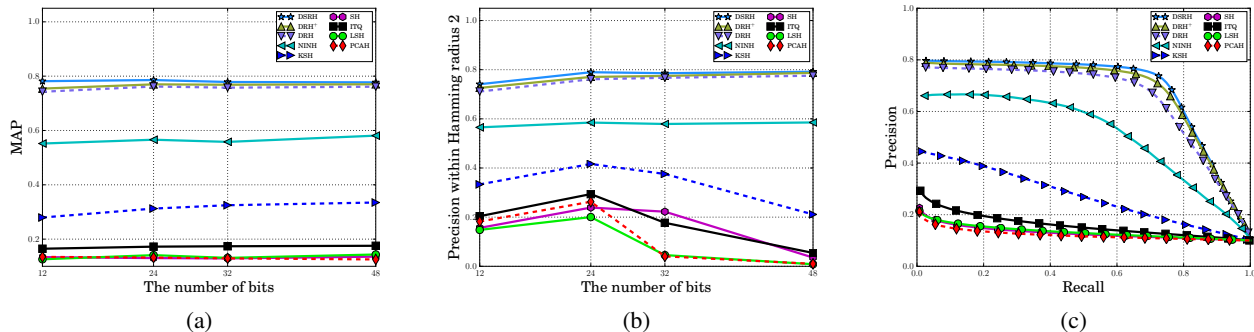 DSRH
DRH+
DRH
NINH
KSH
SH
ITQ
LSH
PCAH
1.0
0.8
0.6
0.4
0.2
MAP
12
24
32
48
The number of bits
(a)
DSRH
DRH+
DRH
NINH
KSH
SH
ITQ
LSH
PCAH
1.0
0.8
0.6
0.4
0.2
0.0
Precision within Hamming radius 2
12
24
32
48
The number of bits
(b)
DSRH
DRH+
DRH
NINH
KSH
SH
ITQ
LSH
PCAH
1.0
0.8
0.6
0.4
0.2
0.0
Precision
0.0
0.2
0.4
0.6
0.8
1.0
Recall
(c)